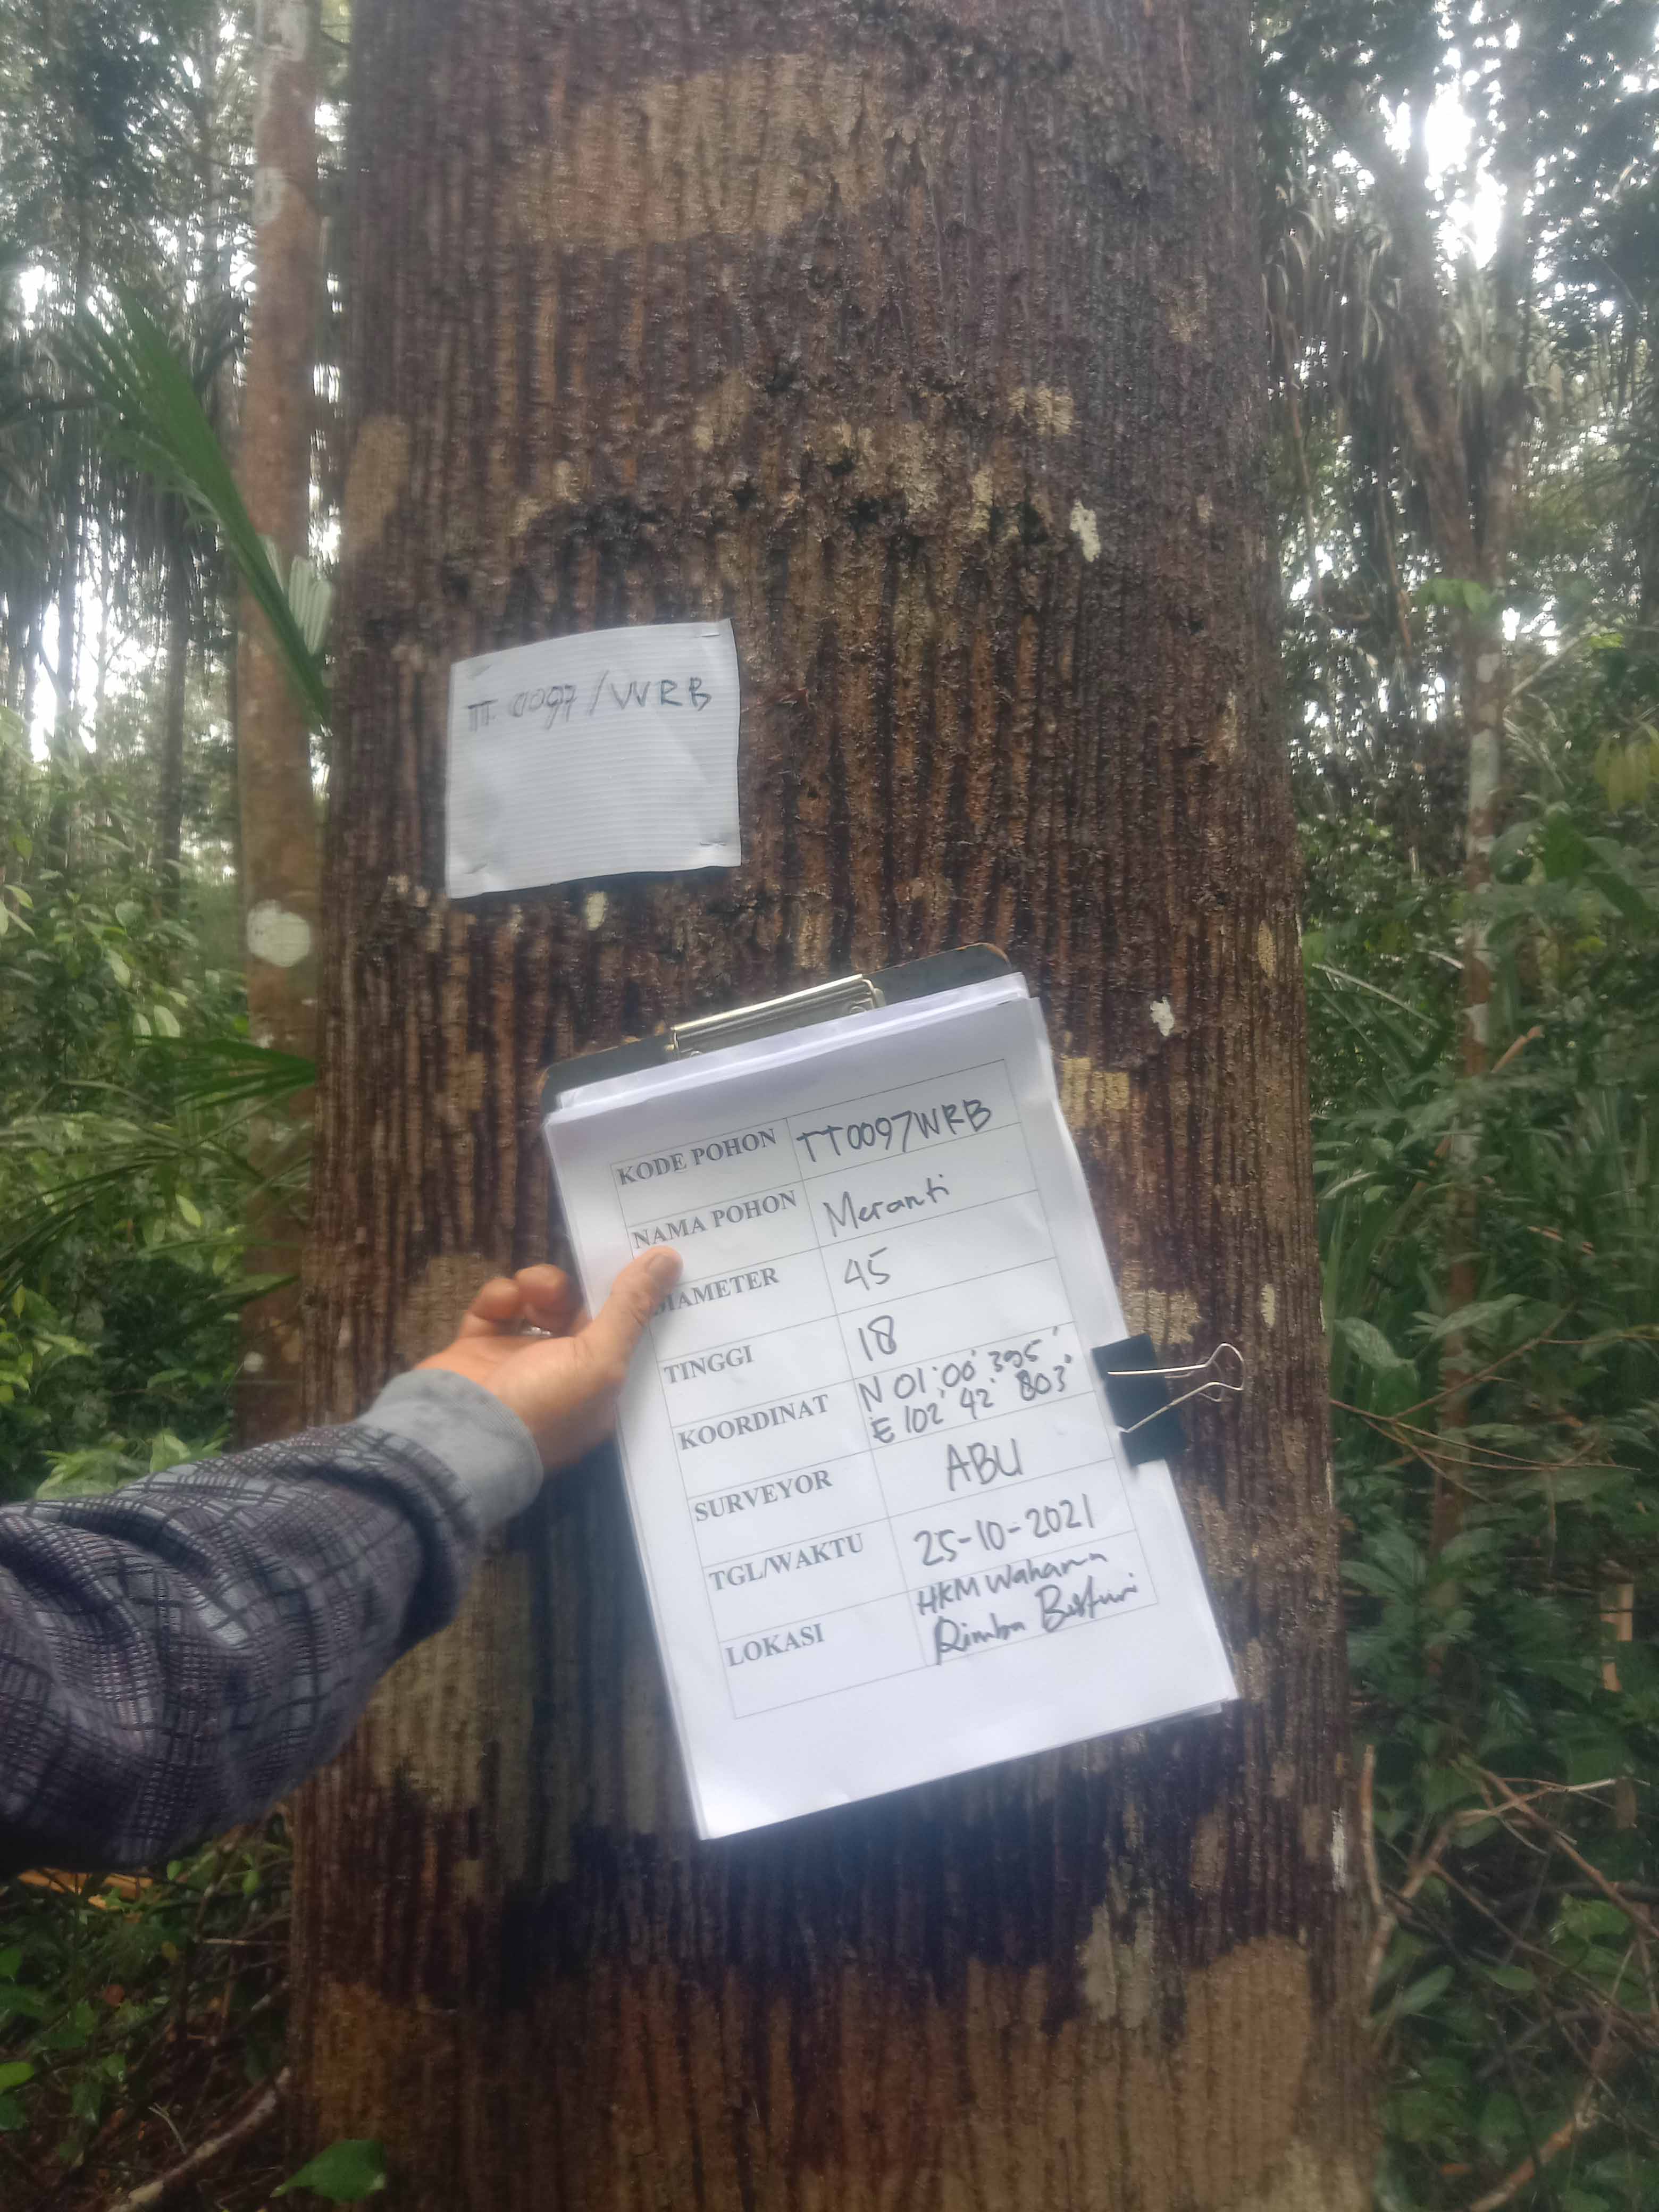 TT 0097/WRB
KODE POHON TT0097WRB
NAMA POHON Meranti
DIAMETER 45
TINGGI 18
KOORDINAT N 01° 00' 395'
E 102° 42' 803'
SURVEYOR ABU
TGL/WAKTU 25-10-2021
LOKASI HKM Wahana
Rimba Bestari